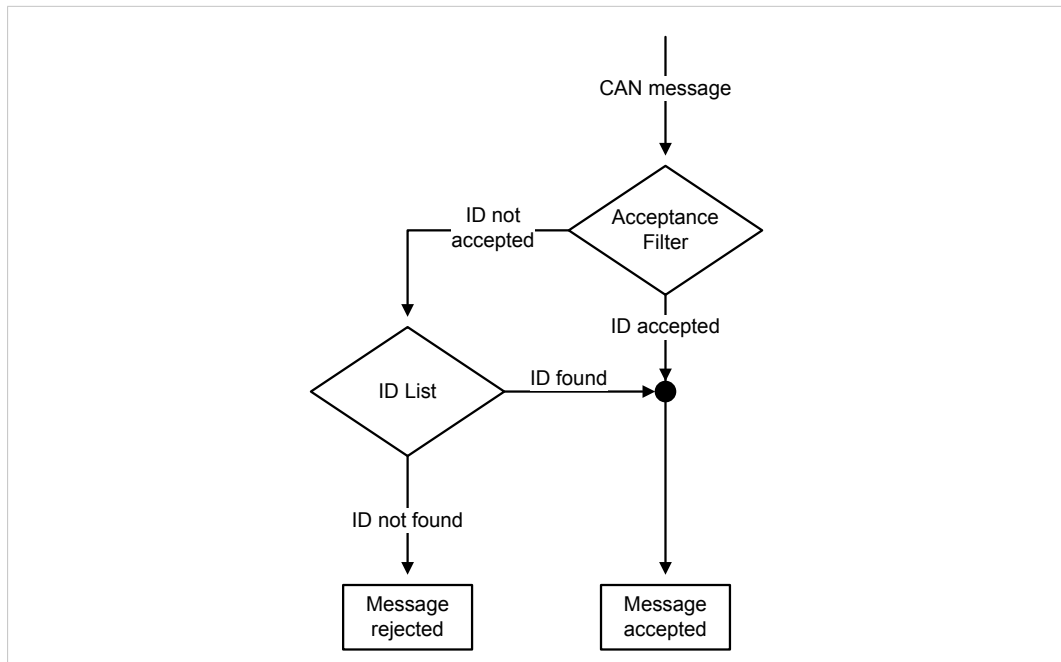 CAN message
Acceptance
Filter
ID not
accepted
ID accepted
ID List
ID found
ID not found
Message
rejected
Message
accepted